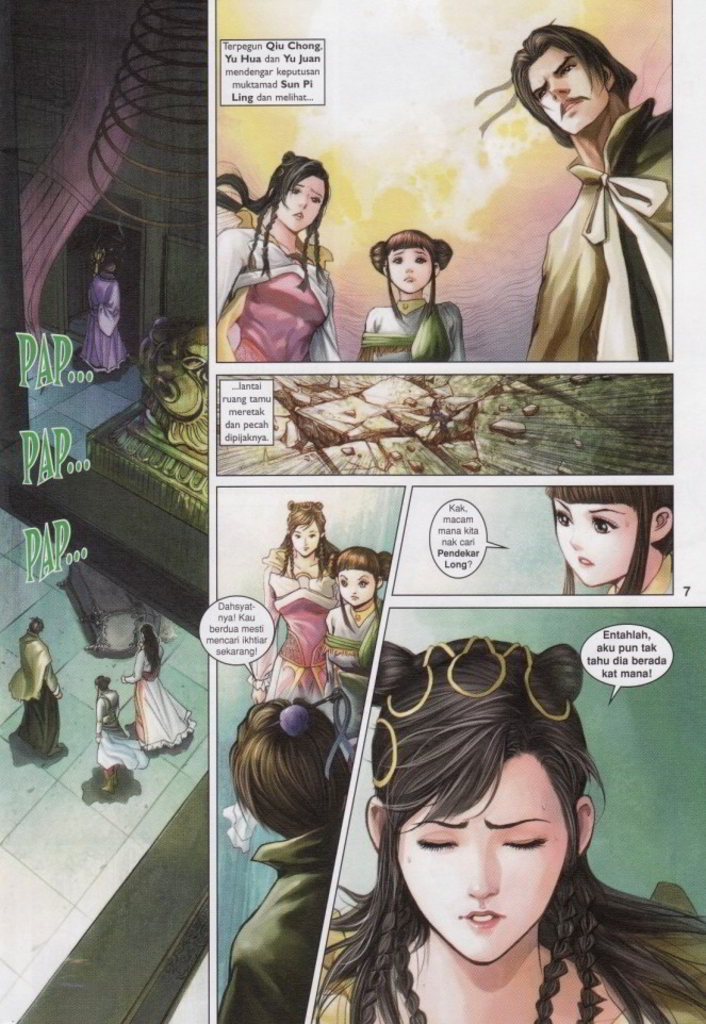 PAP...
PAP...
PAP...
Terpegun Qiu Chong,
Yu Hua dan Yu Juan
mendengar keputusan
muktamad Sun Pi
Ling dan melihat...
...lantai
ruang tamu
meretak
dan pecah
dipijaknya.
Dahsyat-
nya! Kau
berdua mesti
mencari ikhtiar
sekarang!
Kak,
macam
mana kita
nak cari
Pendekar
Long?
7
Entahlah,
aku pun tak
tahu dia berada
kat mana!